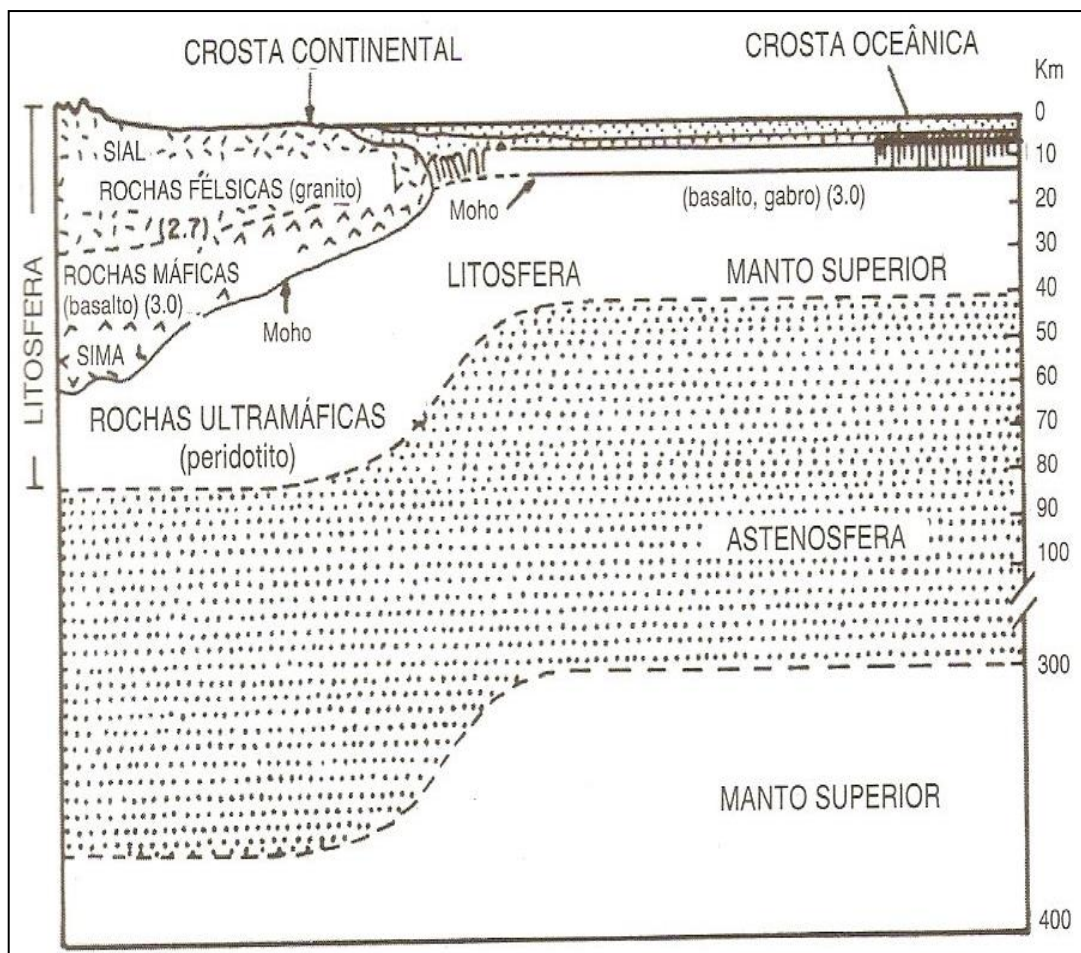 CROSTA CONTINENTAL
CROSTA OCEÂNICA
Km
0
10
20
30
40
50
60
70
80
90
100
300
400
LITOSFERA
SIAL
ROCHAS FÉLSICAS (granito)
(2.7)
ROCHAS MÁFICAS
(basalto) (3.0)
SIMA
Moho
Moho
(basalto, gabro) (3.0)
LITOSFERA
MANTO SUPERIOR
ROCHAS ULTRAMÁFICAS
(peridotito)
ASTENOSFERA
MANTO SUPERIOR